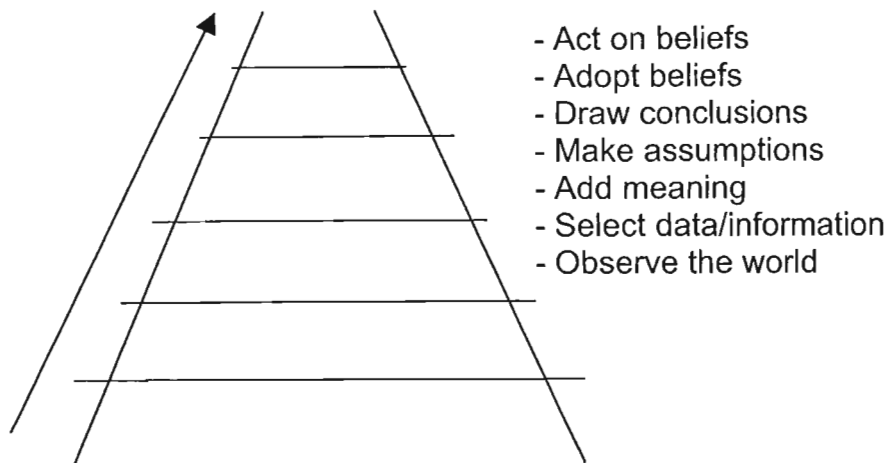 - Act on beliefs
- Adopt beliefs
- Draw conclusions
- Make assumptions
- Add meaning
- Select data/information
- Observe the world